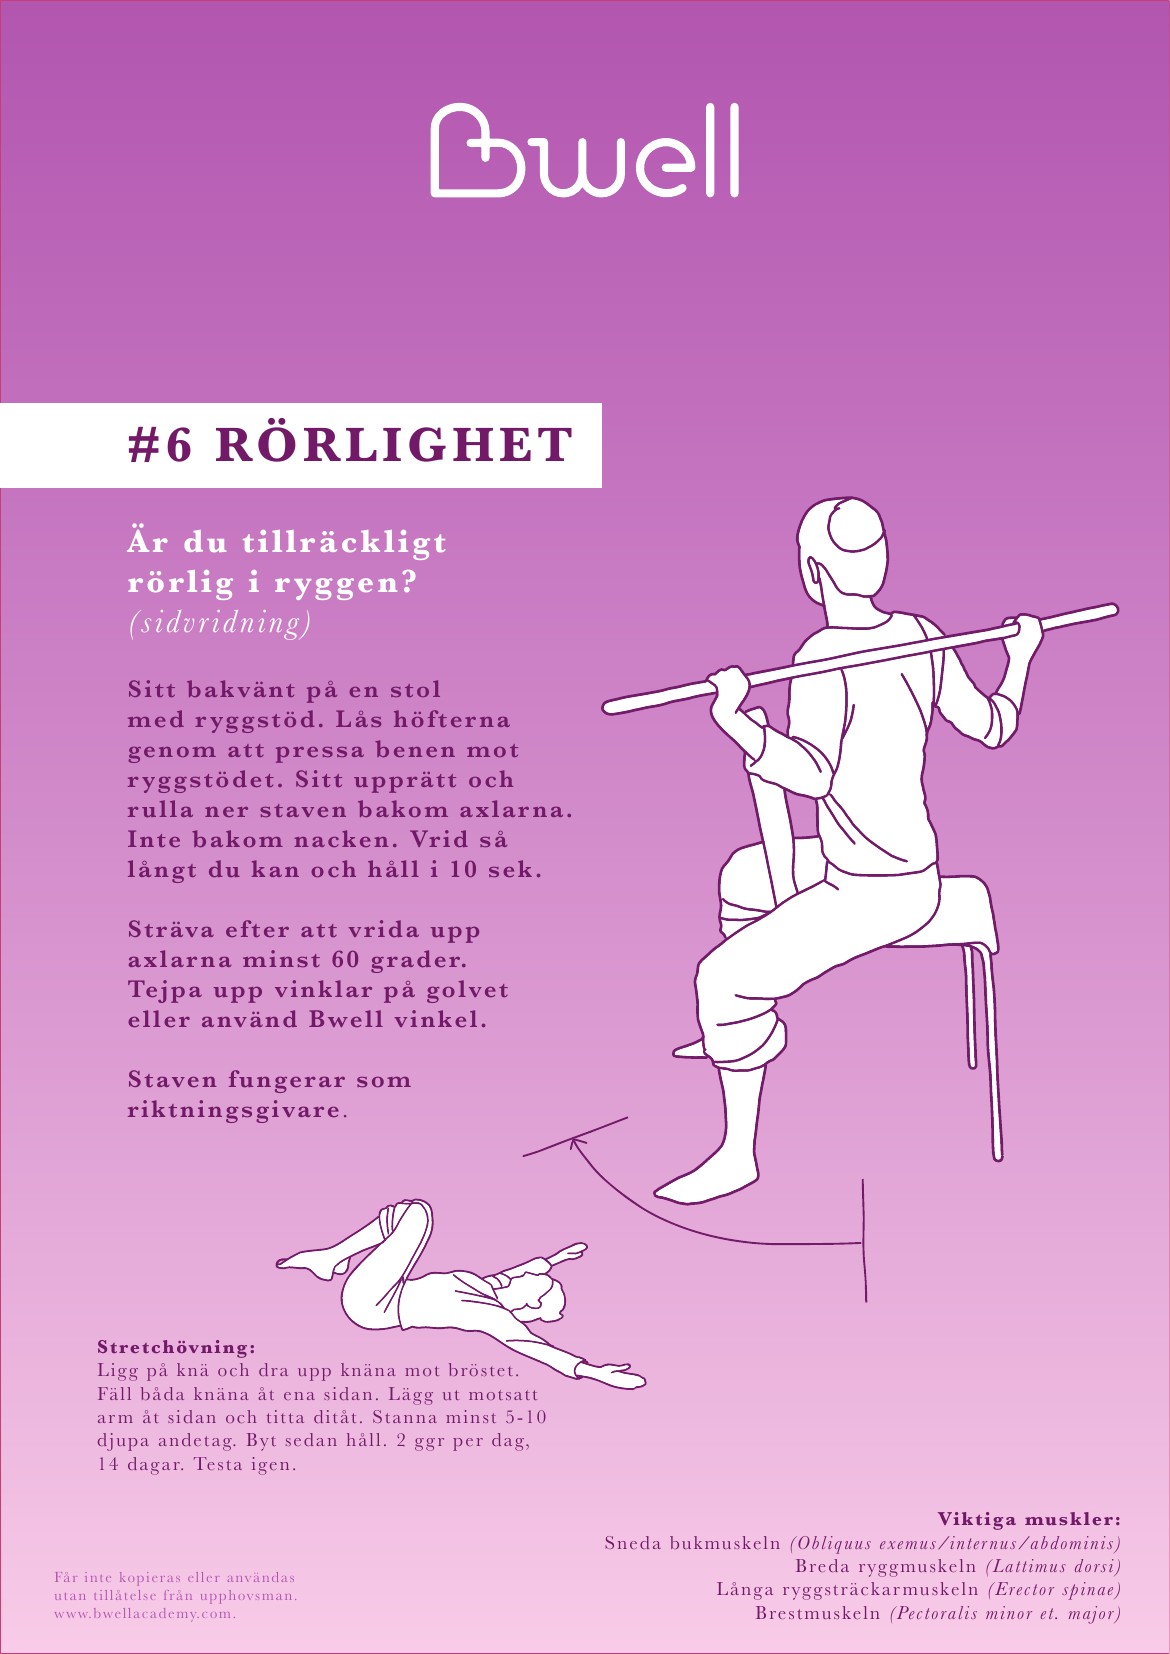 Bwell
#6 RÖRLIGHET
Är du tillräckligt
rörlig i ryggen?
(sidvridning)
Sitt bakvänt på en stol
med ryggstöd. Lås höfterna
genom att pressa benen mot
ryggstödet. Sitt upprätt och
rulla ner staven bakom axlarna.
Inte bakom nacken. Vrid så
långt du kan och håll i 10 sek.
Sträva efter att vrida upp
axlarna minst 60 grader.
Tejpa upp vinklar på golvet
eller använd Bwell vinkel.
Staven fungerar som
riktningsgivare.
Stretchövning:
Ligg på knä och dra upp knäna mot bröstet.
Fäll båda knäna åt ena sidan. Lägg ut motsatt
arm åt sidan och titta ditåt. Stanna minst 5-10
djupa andetag. Byt sedan håll. 2 ggr per dag,
14 dagar. Testa igen.
Viktiga muskler:
Sneda bukmuskeln (Obliquus exemus/internus/abdominis)
Breda ryggmuskeln (Lattimus dorsi)
Långa ryggsträckarmuskeln (Erector spinae)
Brestmuskeln (Pectoralis minor et. major)
Får inte kopieras eller användas
utan tillåtelse från upphovsman.
www.bwellacademy.com.